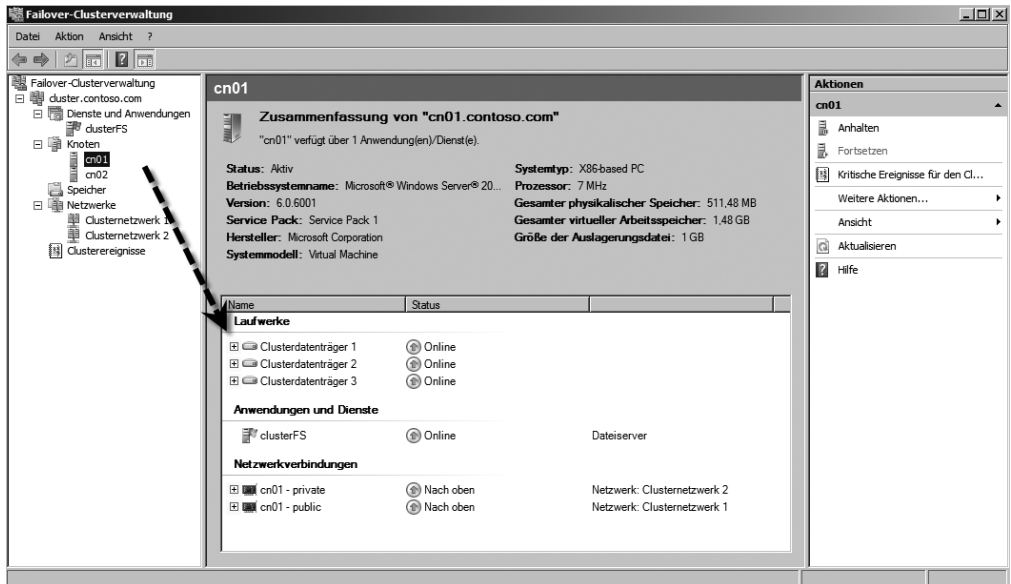 Failover-Clusterverwaltung
Datei Aktion Ansicht ?
Failover-Clusterverwaltung
cluster.contoso.com
Dienste und Anwendungen
clusterFS
Knoten
cn01
cn02
Speicher
Netzwerke
Clusternetzwerk 1
Clusternetzwerk 2
Clusterereignisse
cn01
Zusammenfassung von "cn01.contoso.com"
"cn01" verfügt über 1 Anwendung(en)/Dienst(e).
Status: Aktiv
Betriebssystemname: Microsoft® Windows Server® 20...
Version: 6.0.6001
Service Pack: Service Pack 1
Hersteller: Microsoft Corporation
Systemmodell: Virtual Machine
Systemtyp: X86-based PC
Prozessor: 7 MHz
Gesamter physikalischer Speicher: 511,48 MB
Gesamter virtueller Arbeitsspeicher: 1,48 GB
Größe der Auslagerungsdatei: 1 GB
Name Status
Laufwerke
Clusterdatenträger 1 Online
Clusterdatenträger 2 Online
Clusterdatenträger 3 Online
Anwendungen und Dienste
clusterFS Online Dateiserver
Netzwerkverbindungen
cn01 - private Nach oben Netzwerk: Clusternetzwerk 2
cn01 - public Nach oben Netzwerk: Clusternetzwerk 1
Aktionen
cn01
Anhalten
Fortsetzen
Kritische Ereignisse für den Cl...
Weitere Aktionen...
Ansicht
Aktualisieren
Hilfe